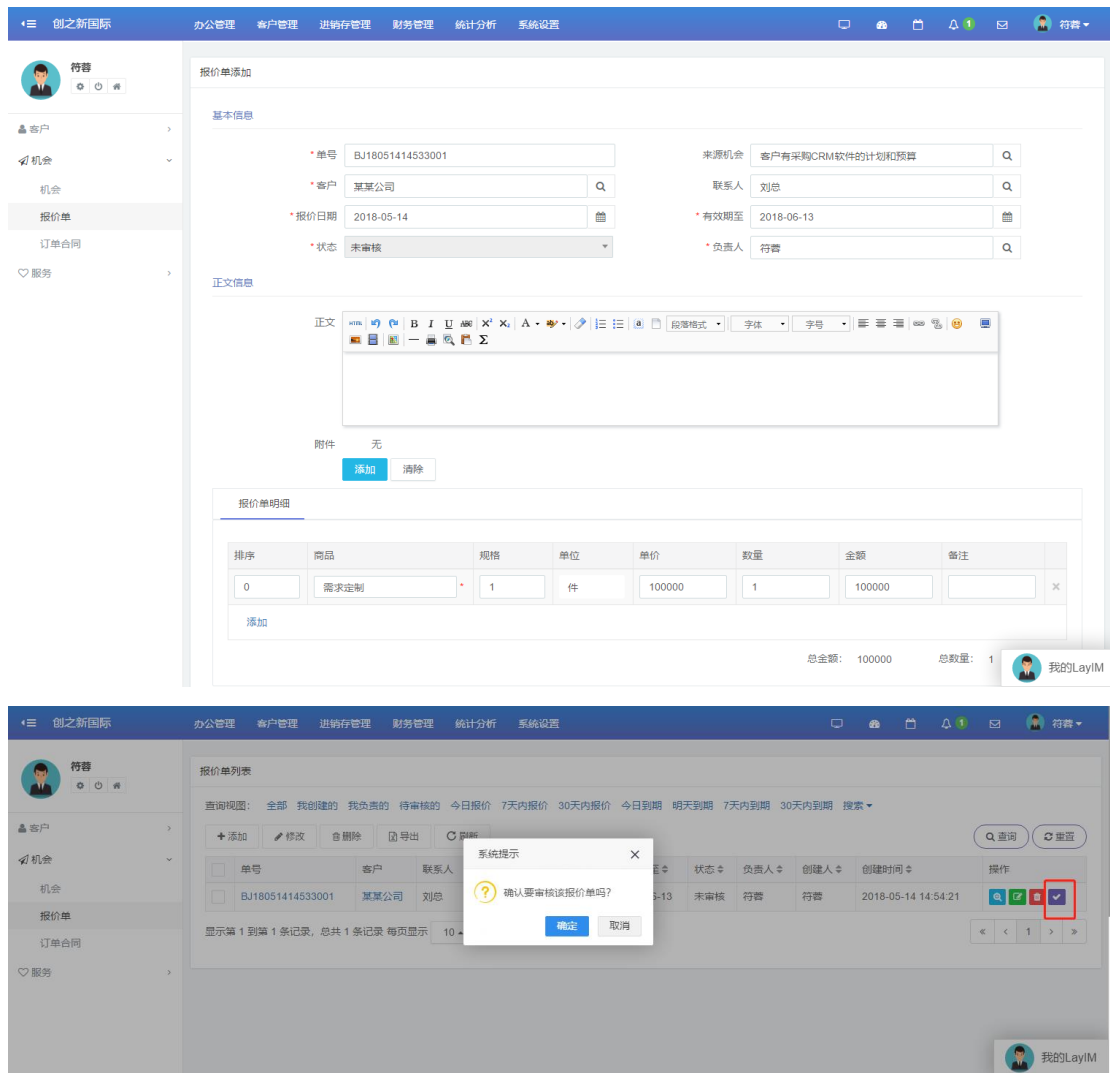 创之新国际 办公管理 客户管理 进销存管理 财务管理 统计分析 系统设置 1 符蓉
符蓉
客户
机会
机会
报价单
订单合同
服务
报价单添加
基本信息
*单号 BJ18051414533001 来源机会 客户有采购CRM软件的计划和预算
*客户 某某公司 联系人 刘总
*报价日期 2018-05-14 *有效期至 2018-06-13
*状态 未审核 *负责人 符蓉
正文信息
正文 HTML B I U ABC X² X₂ A ab a 段落格式 字体 字号
Σ
附件 无
添加 清除
报价单明细
排序 商品 规格 单位 单价 数量 金额 备注
0 需求定制 * 1 件 100000 1 100000 ×
添加
总金额: 100000 总数量: 1
我的LayIM
创之新国际 办公管理 客户管理 进销存管理 财务管理 统计分析 系统设置 1 符蓉
符蓉
客户
机会
机会
报价单
订单合同
服务
报价单列表
查询视图: 全部 我创建的 我负责的 待审核的 今日报价 7天内报价 30天内报价 今日到期 明天到期 7天内到期 30天内到期 搜索
添加 修改 删除 导出 刷新 查询 重置
单号 客户 联系人 至 状态 负责人 创建人 创建时间 操作
BJ18051414533001 某某公司 刘总 -13 未审核 符蓉 符蓉 2018-05-14 14:54:21
显示第 1 到第 1 条记录，总共 1 条记录 每页显示 10 « < 1 > »
系统提示 ×
? 确认要审核该报价单吗?
确定 取消
我的LayIM